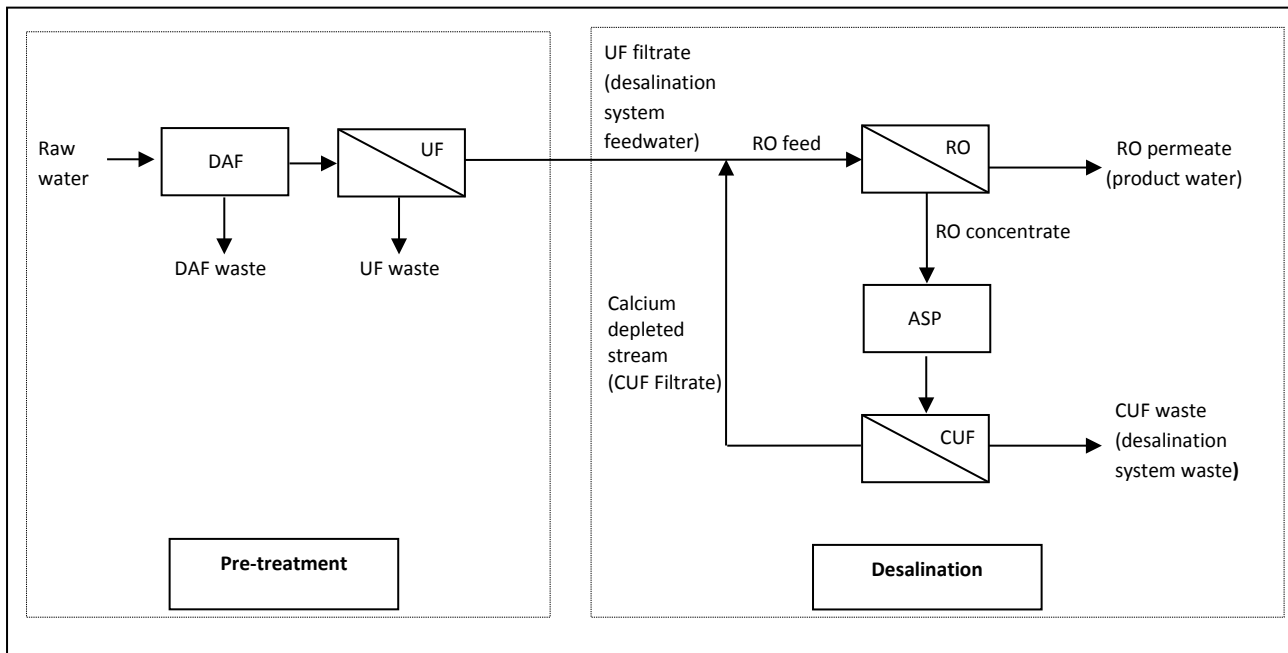 Raw
water
DAF
UF
DAF waste
UF waste
Pre-treatment
UF filtrate
(desalination
system
feedwater)
RO feed
RO
RO permeate
(product water)
RO concentrate
ASP
Calcium
depleted
stream
(CUF Filtrate)
CUF
CUF waste
(desalination
system waste)
Desalination